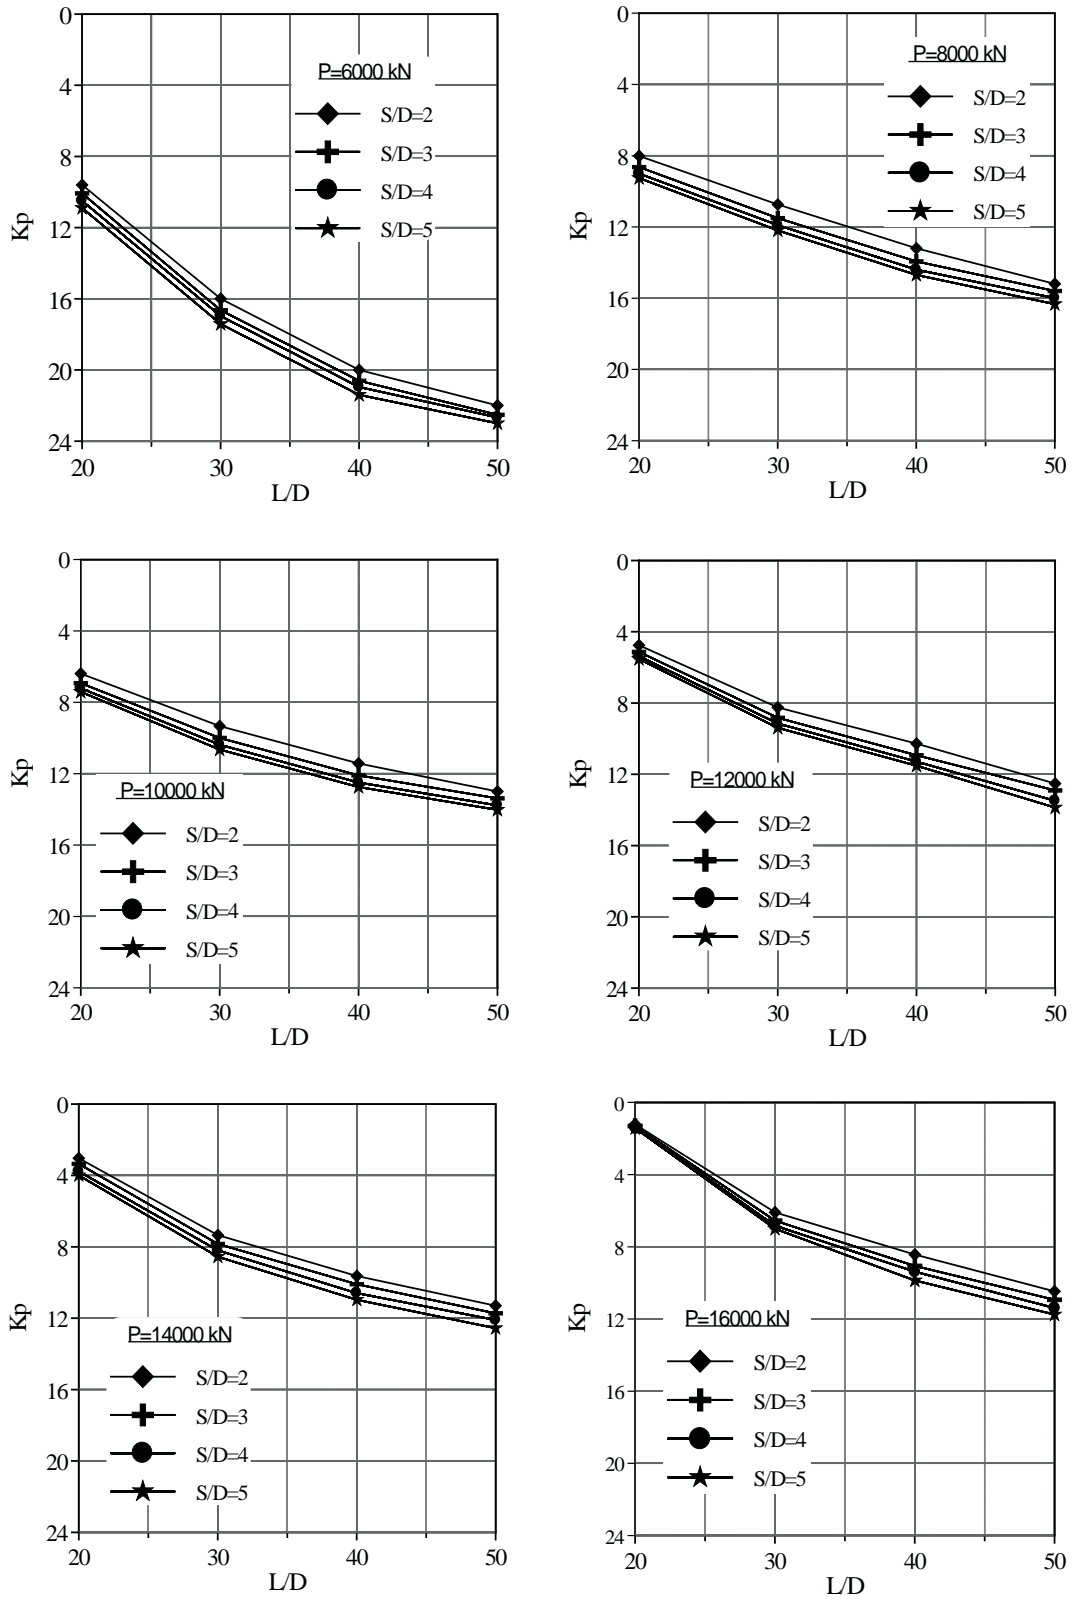 P=6000 kN
S/D=2
S/D=3
S/D=4
S/D=5
Kp
0
4
8
12
16
20
24
20 30 40 50
L/D
P=8000 kN
S/D=2
S/D=3
S/D=4
S/D=5
Kp
0
4
8
12
16
20
24
20 30 40 50
L/D
P=10000 kN
S/D=2
S/D=3
S/D=4
S/D=5
Kp
0
4
8
12
16
20
24
20 30 40 50
L/D
P=12000 kN
S/D=2
S/D=3
S/D=4
S/D=5
Kp
0
4
8
12
16
20
24
20 30 40 50
L/D
P=14000 kN
S/D=2
S/D=3
S/D=4
S/D=5
Kp
0
4
8
12
16
20
24
20 30 40 50
L/D
P=16000 kN
S/D=2
S/D=3
S/D=4
S/D=5
Kp
0
4
8
12
16
20
24
20 30 40 50
L/D